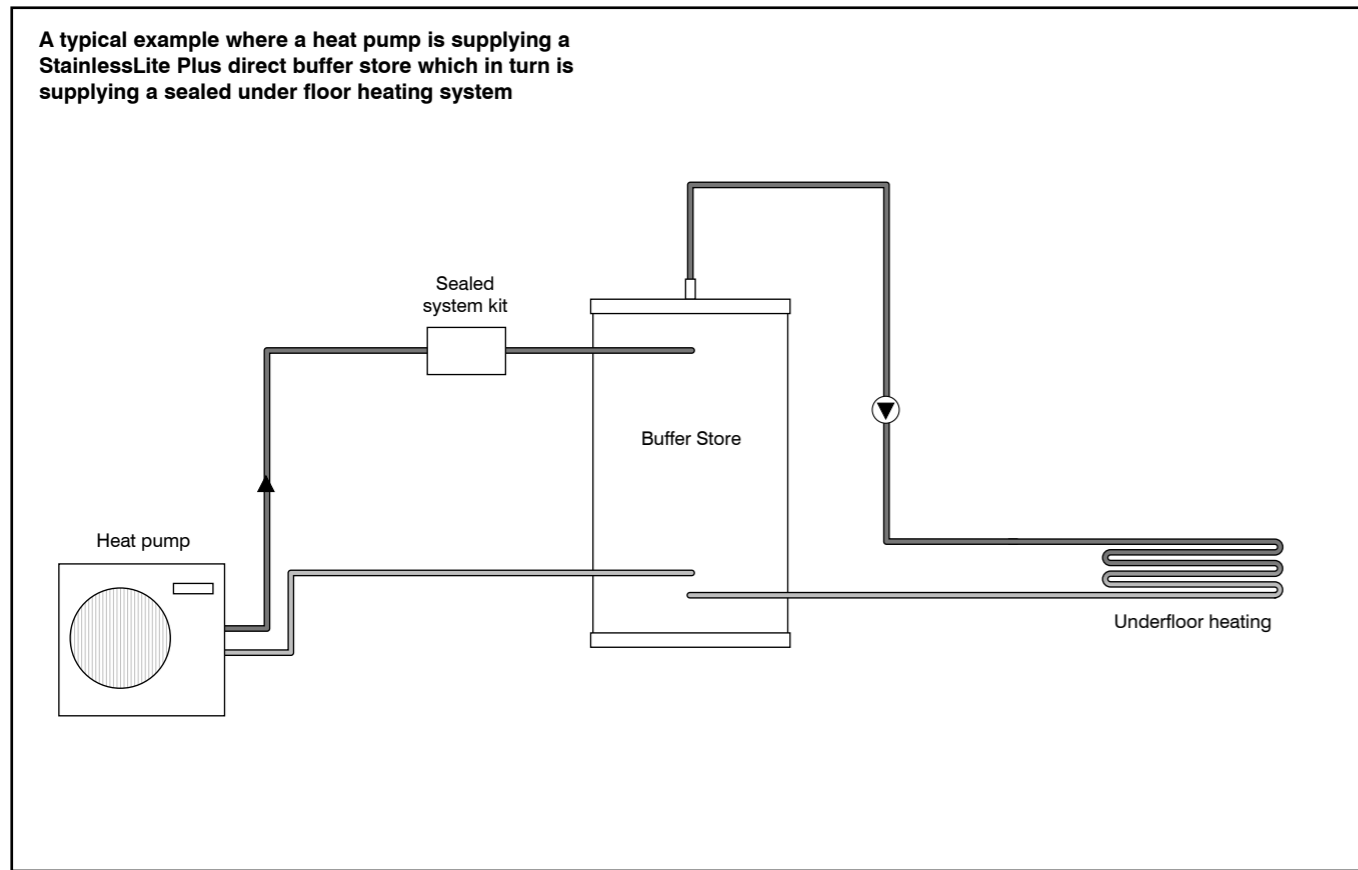 A typical example where a heat pump is supplying a
StainlessLite Plus direct buffer store which in turn is
supplying a sealed under floor heating system
Sealed
system kit
Buffer Store
Heat pump
Underfloor heating